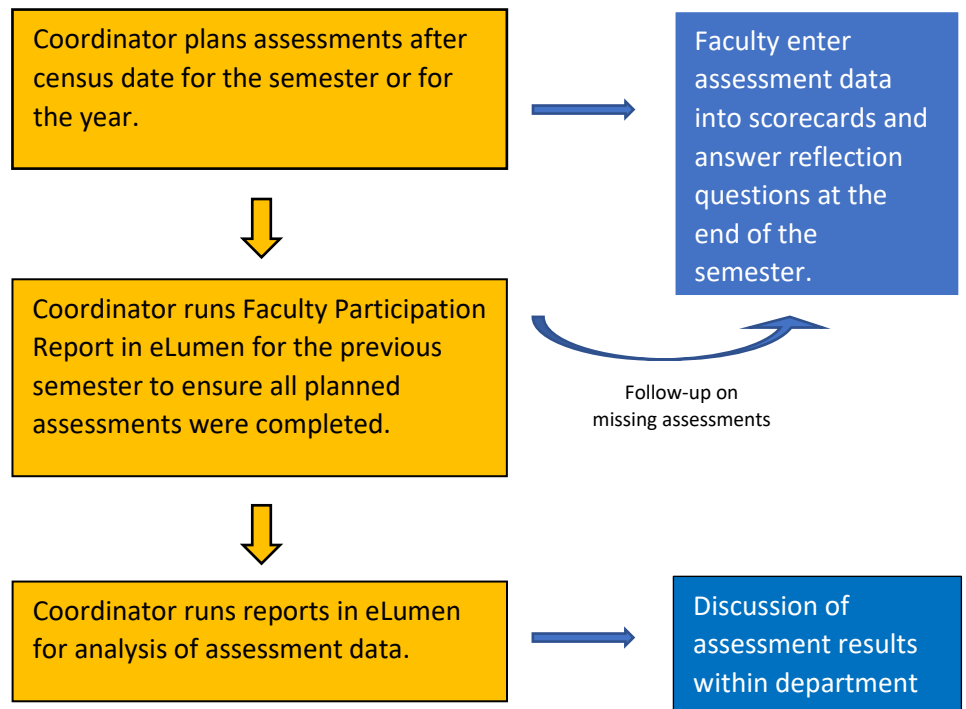 Coordinator plans assessments after
census date for the semester or for
the year.
Faculty enter
assessment data
into scorecards and
answer reflection
questions at the
end of the
semester.
Coordinator runs Faculty Participation
Report in eLumen for the previous
semester to ensure all planned
assessments were completed.
Follow-up on
missing assessments
Coordinator runs reports in eLumen
for analysis of assessment data.
Discussion of
assessment results
within department